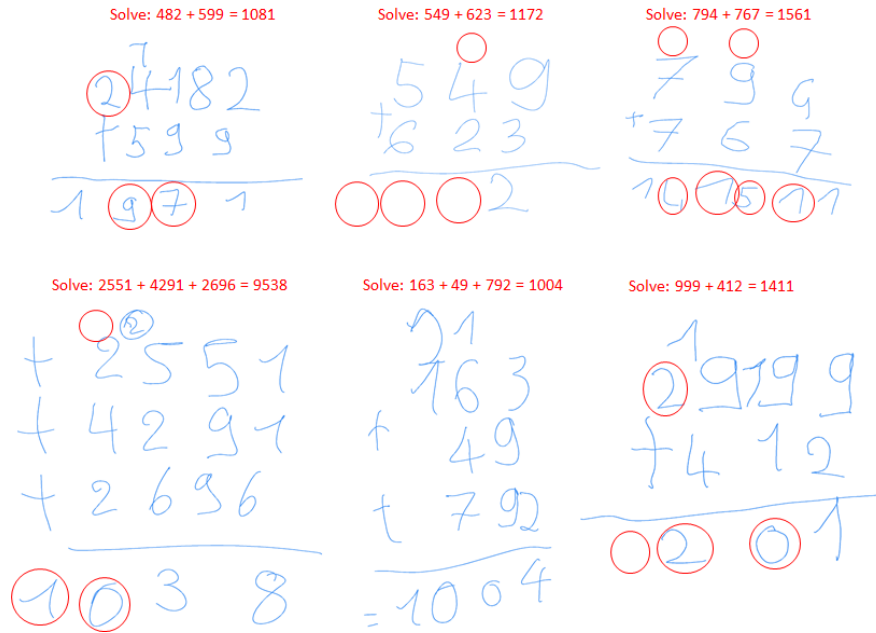 Solve: 482 + 599 = 1081
1
2 4 1 8 2
+ 5 9 9
1 9 7 1
Solve: 549 + 623 = 1172
5 4 9
+ 6 2 3
2
Solve: 794 + 767 = 1561
7 9 9
+ 7 6 7
1 1 5 1 1
Solve: 2551 + 4291 + 2696 = 9538
2
+ 2 5 5 1
+ 4 2 9 1
+ 2 6 9 6
1 0 3 8
Solve: 163 + 49 + 792 = 1004
2 1
1 6 3
+ 4 9
+ 7 9 2
= 1 0 0 4
Solve: 999 + 412 = 1411
1
2 9 1 9 9
+ 4 1 2
2 0 1